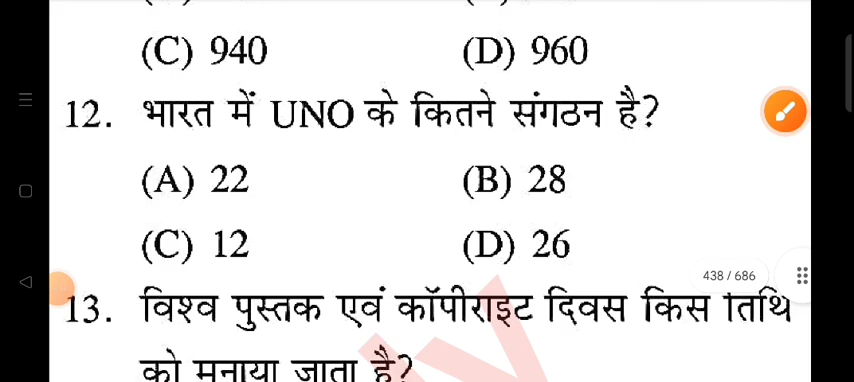 (C) 940 (D) 960
12. भारत में UNO के कितने संगठन है?
(A) 22 (B) 28
(C) 12 (D) 26
438 / 686
13. विश्व पुस्तक एवं कॉपीराइट दिवस किस तिथि
को मनाया जाता है?